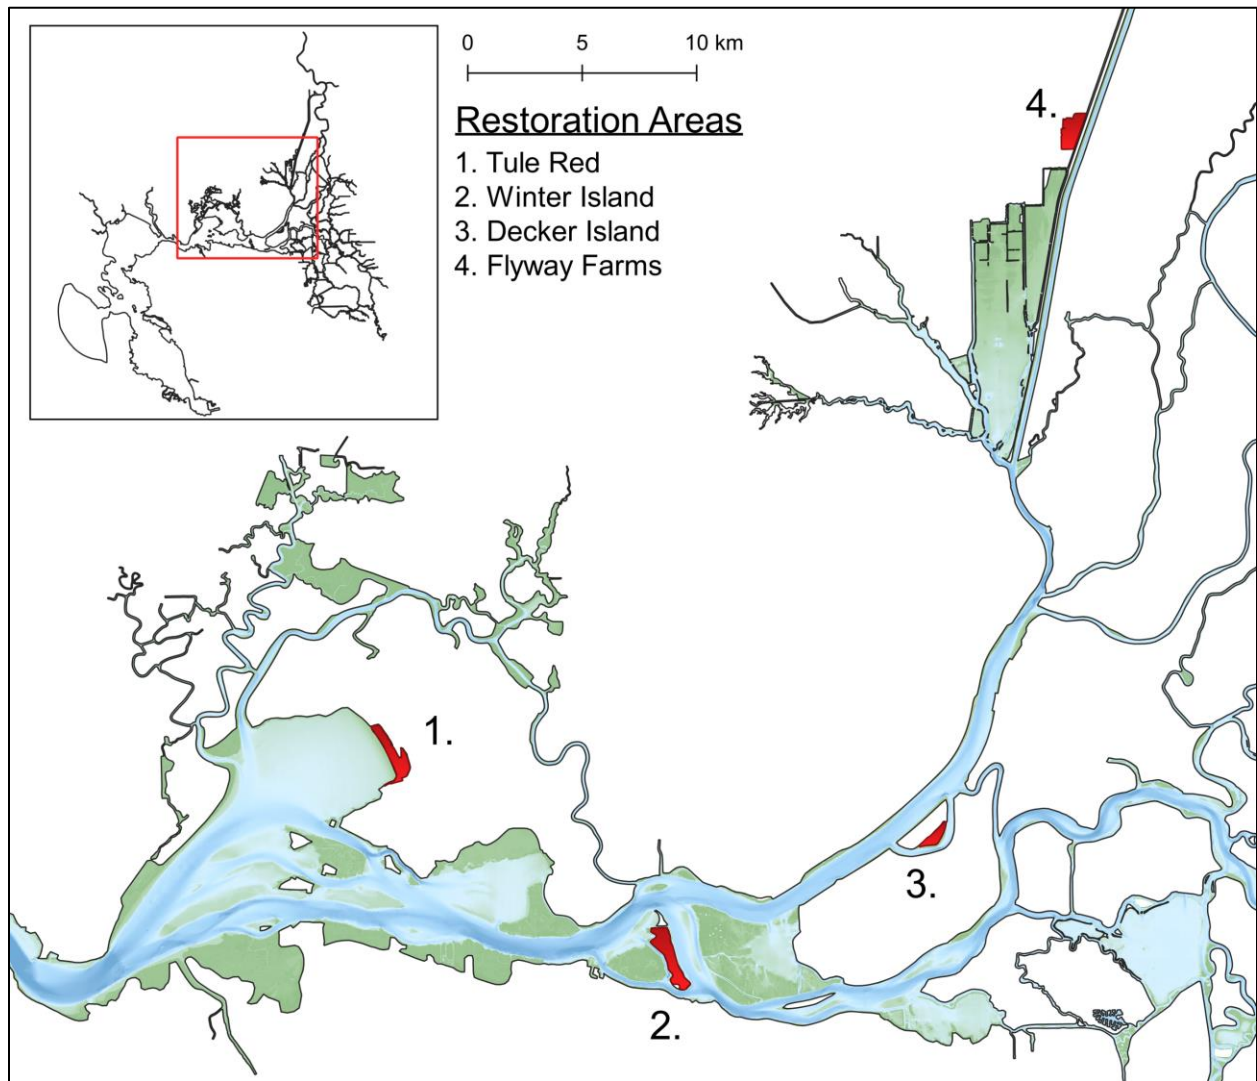 0 5 10 km
Restoration Areas
1. Tule Red
2. Winter Island
3. Decker Island
4. Flyway Farms
4.
1.
3.
2.